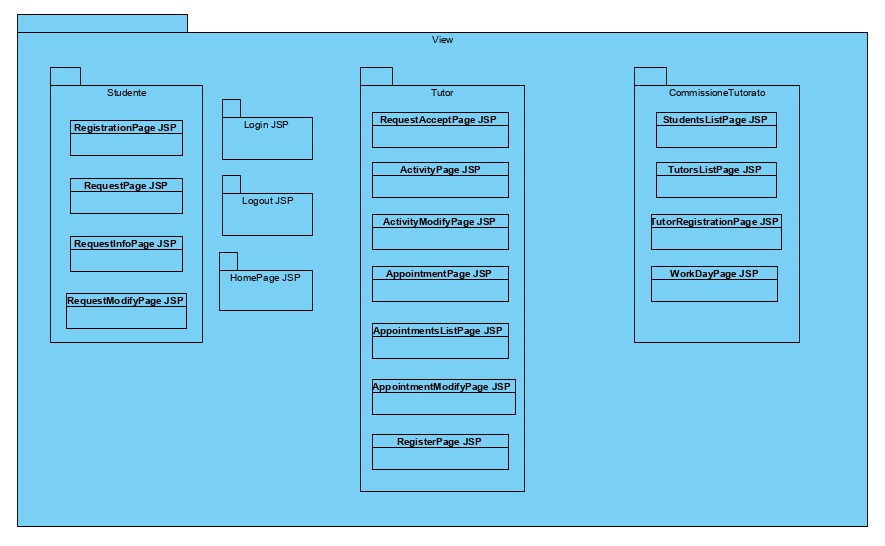 View
Studente
RegistrationPage JSP
RequestPage JSP
RequestInfoPage JSP
RequestModifyPage JSP
Login JSP
Logout JSP
HomePage JSP
Tutor
RequestAcceptPage JSP
ActivityPage JSP
ActivityModifyPage JSP
AppointmentPage JSP
AppointmentsListPage JSP
AppointmentModifyPage JSP
RegisterPage JSP
CommissioneTutorato
StudentsListPage JSP
TutorsListPage JSP
TutorRegistrationPage JSP
WorkDayPage JSP